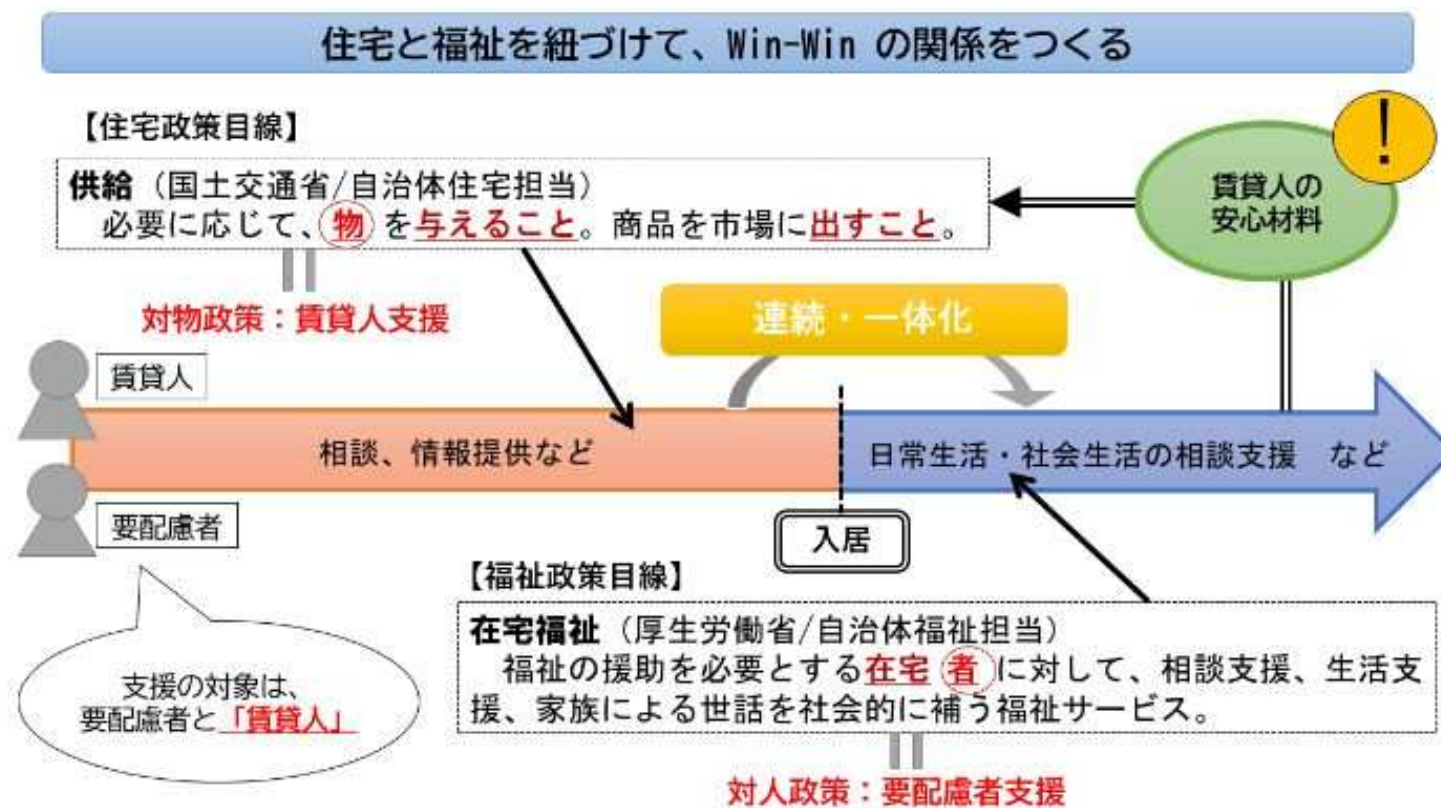 住宅と福祉を紐づけて、Win-Win の関係をつくる
【住宅政策目線】
供給（国土交通省/自治体住宅担当）
必要に応じて、物を与えること。商品を市場に出すこと。
対物政策：賃貸人支援
!
賃貸人の
安心材料
連続・一体化
賃貸人
相談、情報提供など
日常生活・社会生活の相談支援　など
要配慮者
入居
支援の対象は、
要配慮者と「賃貸人」
【福祉政策目線】
在宅福祉（厚生労働省/自治体福祉担当）
福祉の援助を必要とする在宅者に対して、相談支援、生活支
援、家族による世話を社会的に補う福祉サービス。
対人政策：要配慮者支援